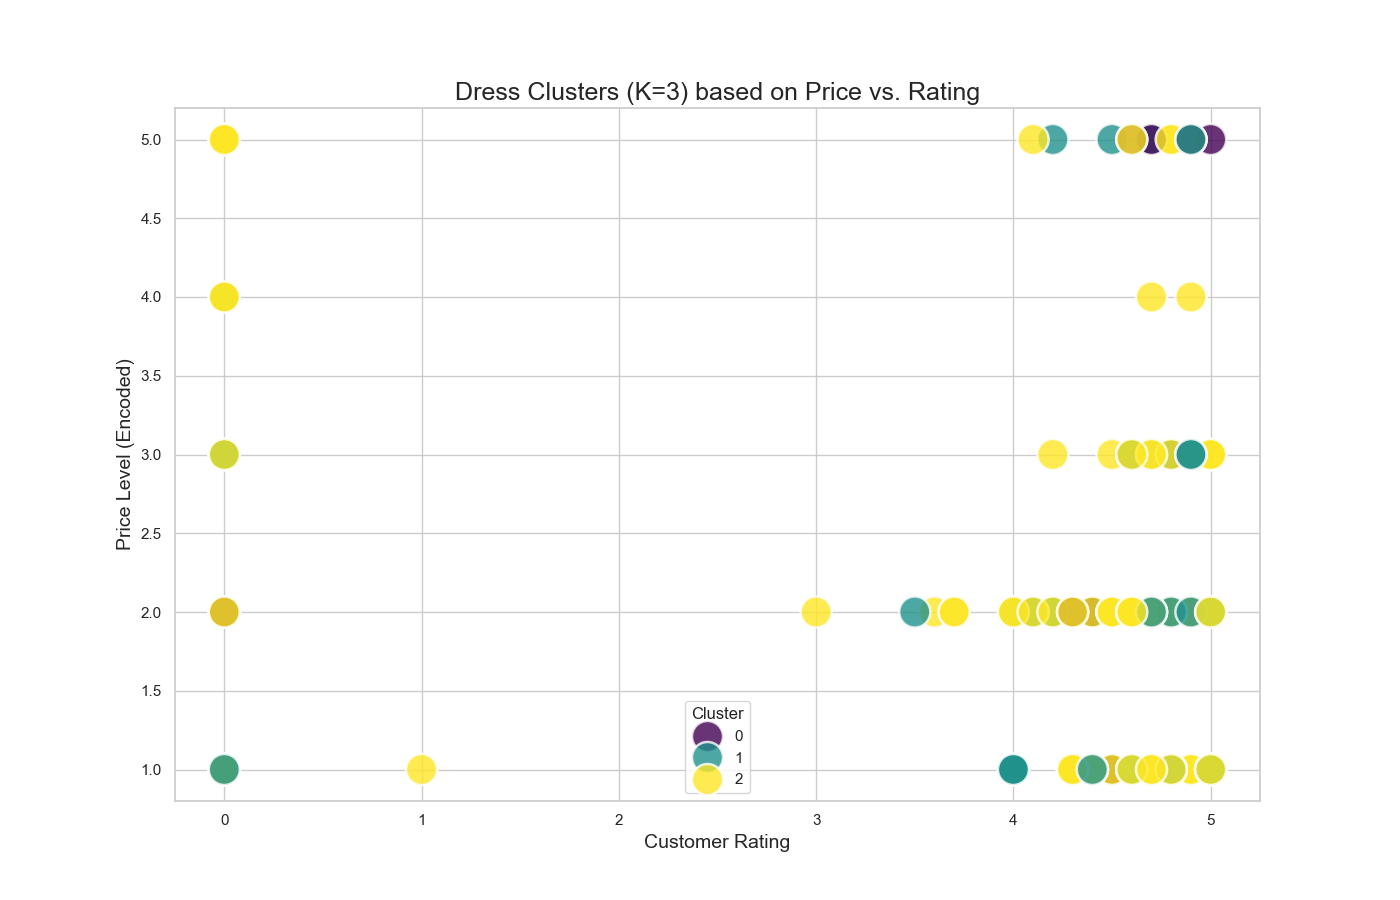 Dress Clusters (K=3) based on Price vs. Rating
5.0
4.5
4.0
3.5
3.0
2.5
2.0
1.5
1.0
Price Level (Encoded)
Cluster
0
1
2
0 1 2 3 4 5
Customer Rating